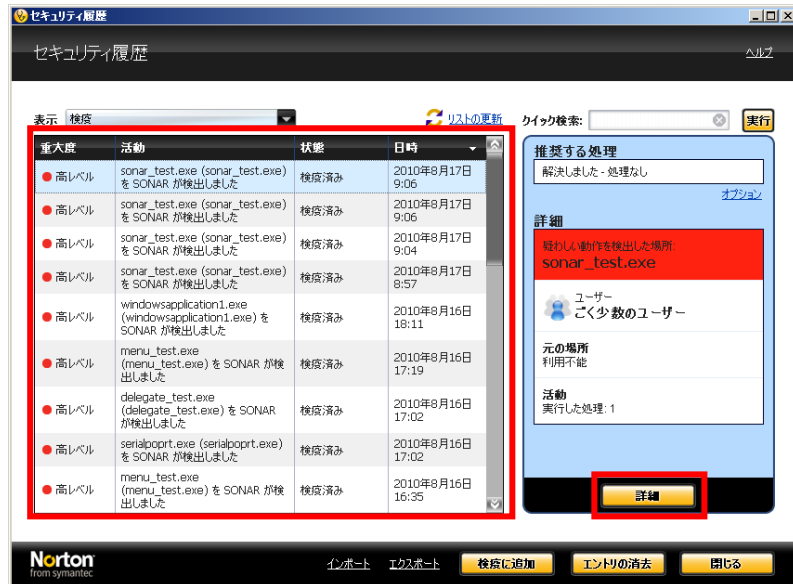 セキュリティ履歴
セキュリティ履歴
ヘルプ
表示 検疫
リストの更新
クイック検索:
実行
重大度 活動 状態 日時
高レベル sonar_test.exe (sonar_test.exe) を SONAR が検出しました 検疫済み 2010年8月17日 9:06
高レベル sonar_test.exe (sonar_test.exe) を SONAR が検出しました 検疫済み 2010年8月17日 9:06
高レベル sonar_test.exe (sonar_test.exe) を SONAR が検出しました 検疫済み 2010年8月17日 9:04
高レベル sonar_test.exe (sonar_test.exe) を SONAR が検出しました 検疫済み 2010年8月17日 8:57
高レベル windowsapplication1.exe (windowsapplication1.exe) を SONAR が検出しました 検疫済み 2010年8月16日 18:11
高レベル menu_test.exe (menu_test.exe) を SONAR が検出しました 検疫済み 2010年8月16日 17:19
高レベル delegate_test.exe (delegate_test.exe) を SONAR が検出しました 検疫済み 2010年8月16日 17:02
高レベル serialpoprt.exe (serialpoprt.exe) を SONAR が検出しました 検疫済み 2010年8月16日 17:02
高レベル menu_test.exe (menu_test.exe) を SONAR が検出しました 検疫済み 2010年8月16日 16:35
推奨する処理
解決しました - 処理なし
オプション
詳細
疑わしい動作を検出した場所:
sonar_test.exe
ユーザー
ごく少数のユーザー
元の場所
利用不能
活動
実行した処理: 1
詳細
Norton
from symantec
インポート エクスポート 検疫に追加 エントリの消去 閉じる